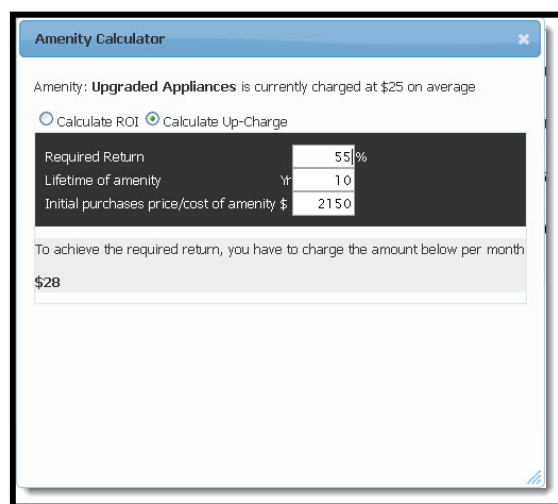 Amenity Calculator
Amenity: Upgraded Appliances is currently charged at $25 on average
Calculate ROI Calculate Up-Charge
Required Return 55 %
Lifetime of amenity Yr 10
Initial purchases price/cost of amenity $ 2150
To achieve the required return, you have to charge the amount below per month
$28